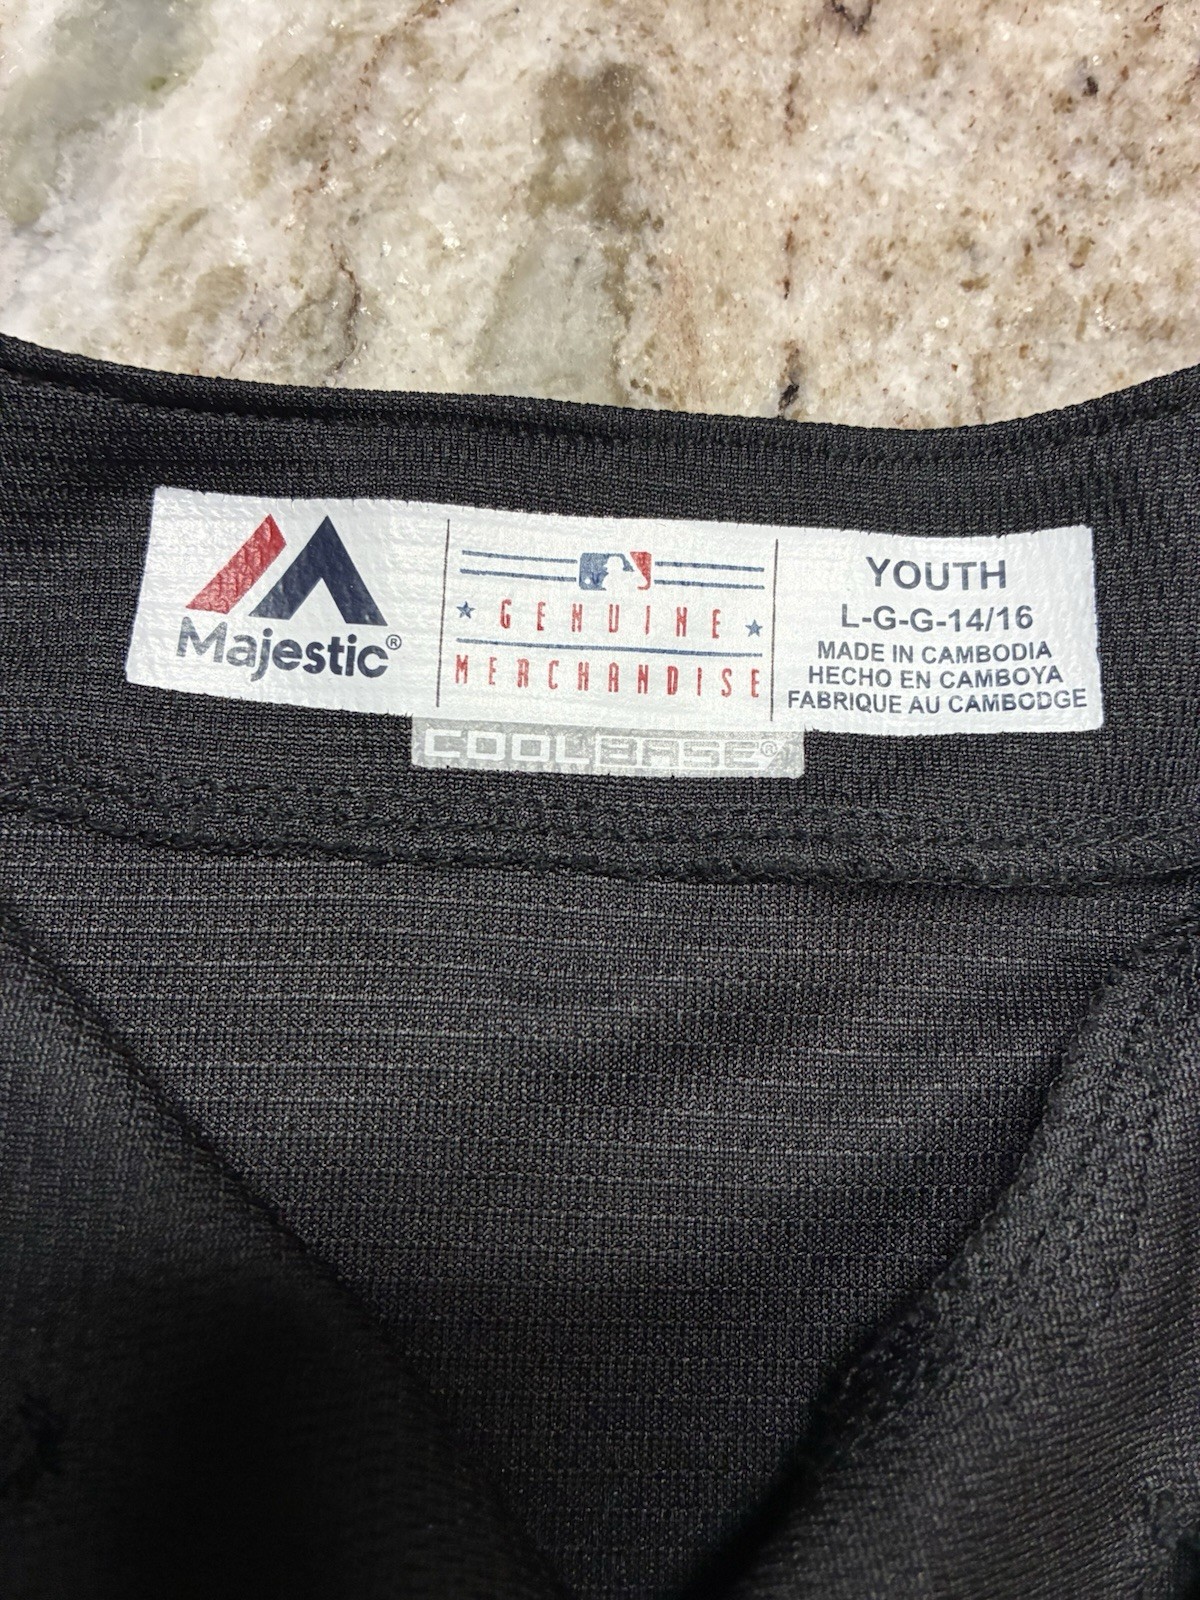 Majestic®
GENUINE
MERCHANDISE
COOLBASE®
YOUTH
L-G-G-14/16
MADE IN CAMBODIA
HECHO EN CAMBOYA
FABRIQUE AU CAMBODGE